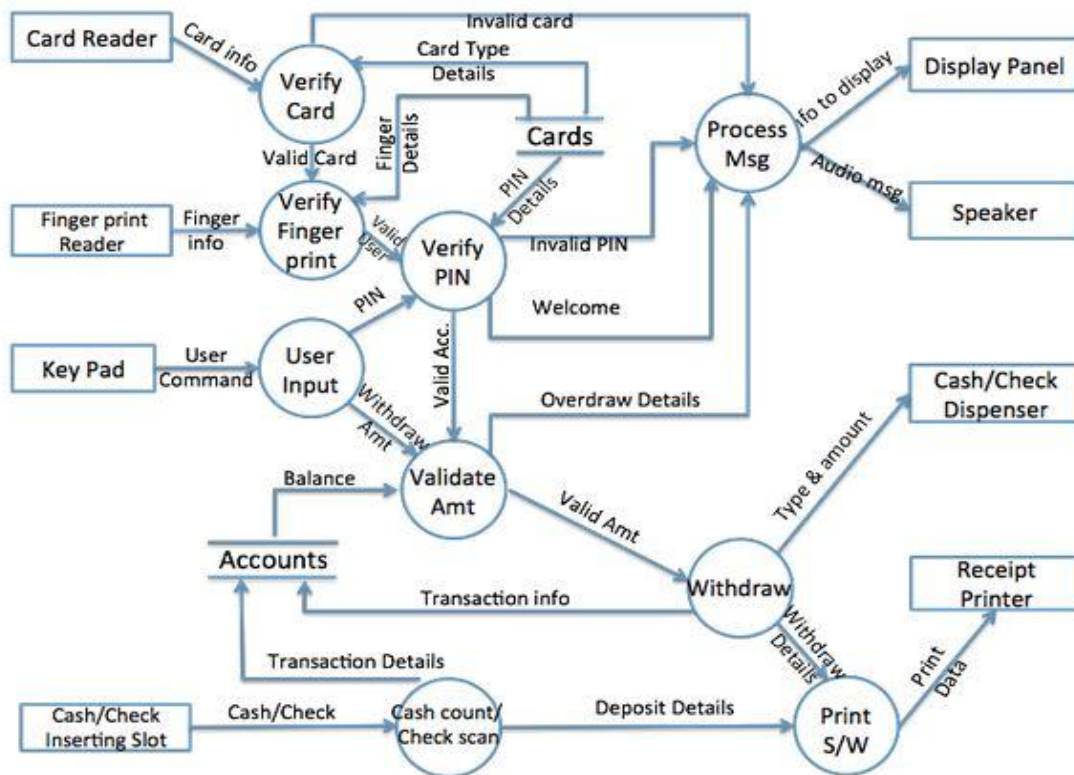 Invalid card
Card Reader
Card info
Card Type
Details
Verify
Card
Finger
Details
Cards
Process
Msg
nfo to display
Display Panel
Valid Card
PIN
Details
Audio msg
Speaker
Finger print
Reader
Finger
info
Verify
Finger
print
Valid
User
Verify
PIN
Invalid PIN
PIN
Welcome
Key Pad
User
Command
User
Input
Valid Acc.
Withdraw
Amt
Overdraw Details
Cash/Check
Dispenser
Balance
Validate
Amt
Type & amount
Valid Amt
Accounts
Transaction info
Withdraw
Receipt
Printer
Transaction Details
Withdraw
Details
Print
Data
Cash/Check
Inserting Slot
Cash/Check
Cash count/
Check scan
Deposit Details
Print
S/W